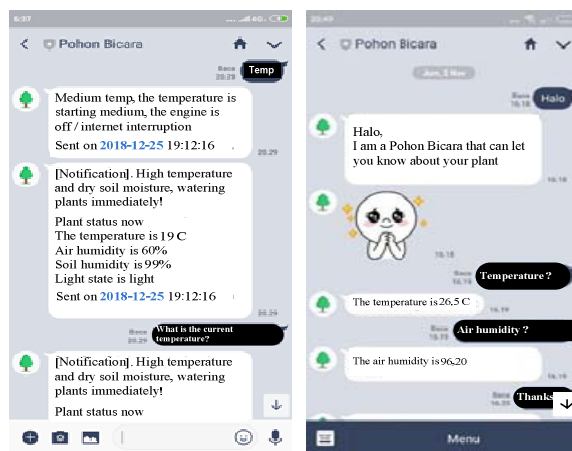 Pohon Bicara
Baca
20.29
Temp
Medium temp, the temperature is
starting medium, the engine is
off / internet interruption
Sent on 2018-12-25 19:12:16
20.29
[Notification]. High temperature
and dry soil moisture, watering
plants immediately!
Plant status now
The temperature is 19 C
Air humidity is 60%
Soil humidity is 99%
Light state is light
Sent on 2018-12-25 19:12:16
20.29
Baca
20.29
What is the current
temperature?
[Notification]. High temperature
and dry soil moisture, watering
plants immediately!
Plant status now
Pohon Bicara
Baca
16.18
Halo
Halo,
I am a Pohon Bicara that can let
you know about your plant
16.18
16.18
Baca
16.19
Temperature ?
The temperature is 26,5 C
16.19
Baca
Air humidity ?
The air humidity is 96,20
16.19
Baca
Thanks
Menu